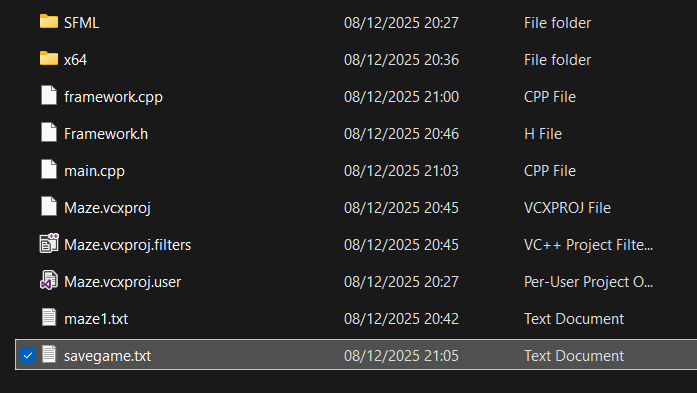 SFML 08/12/2025 20:27 File folder
x64 08/12/2025 20:36 File folder
framework.cpp 08/12/2025 21:00 CPP File
Framework.h 08/12/2025 20:46 H File
main.cpp 08/12/2025 21:03 CPP File
Maze.vcxproj 08/12/2025 20:45 VCXPROJ File
Maze.vcxproj.filters 08/12/2025 20:45 VC++ Project Filte...
Maze.vcxproj.user 08/12/2025 20:27 Per-User Project O...
maze1.txt 08/12/2025 20:42 Text Document
savegame.txt 08/12/2025 21:05 Text Document